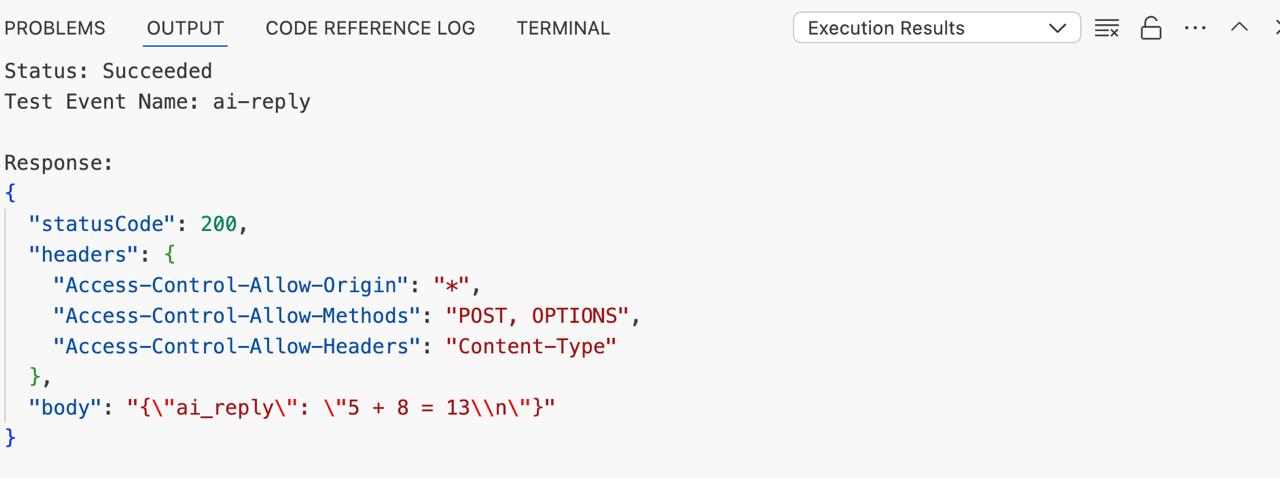 PROBLEMS OUTPUT CODE REFERENCE LOG TERMINAL Execution Results
Status: Succeeded
Test Event Name: ai-reply
Response:
{
"statusCode": 200,
"headers": {
"Access-Control-Allow-Origin": "*",
"Access-Control-Allow-Methods": "POST, OPTIONS",
"Access-Control-Allow-Headers": "Content-Type"
},
"body": "{\"ai_reply\": \"5 + 8 = 13\\n\"}"
}